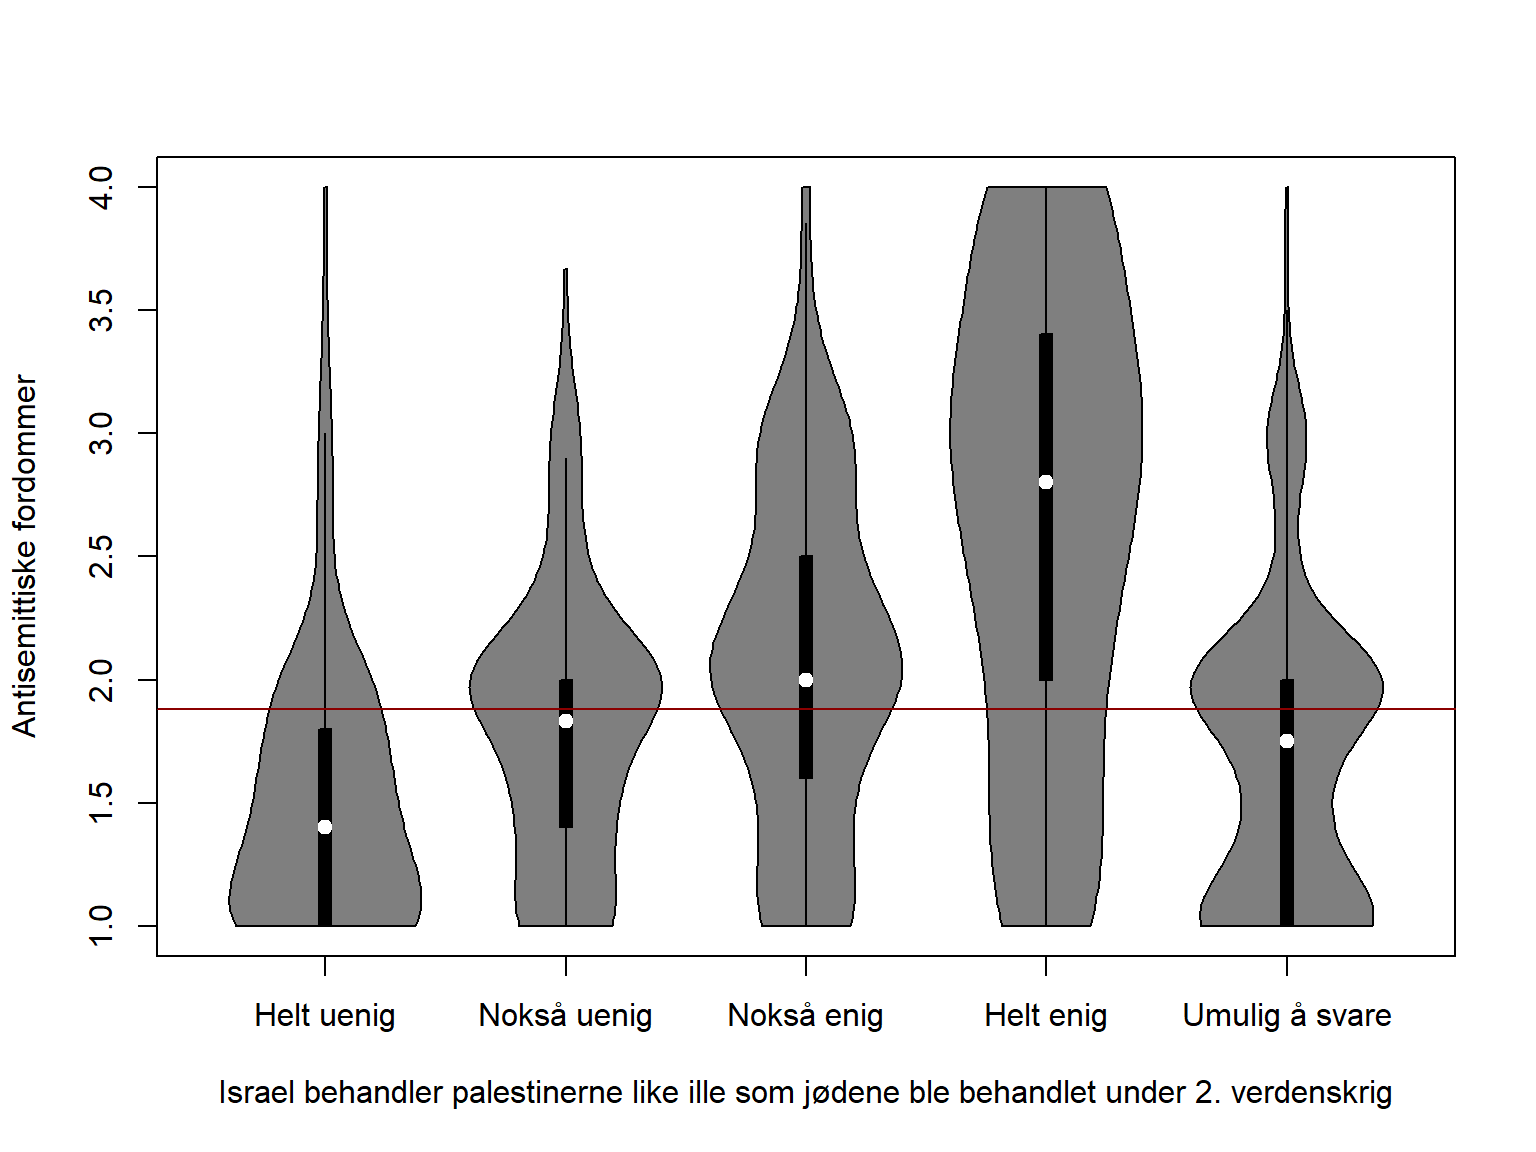 Antisemittiske fordommer
4.0
3.5
3.0
2.5
2.0
1.5
1.0
Helt uenig
Nokså uenig
Nokså enig
Helt enig
Umulig å svare
Israel behandler palestinerne like ille som jødene ble behandlet under 2. verdenskrig